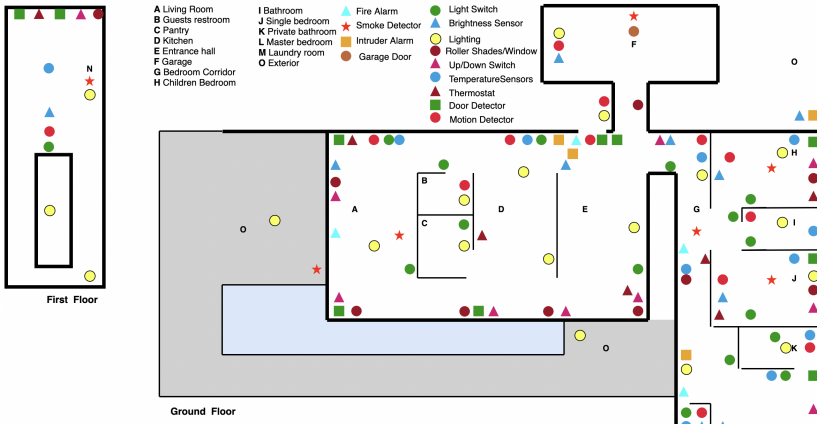 A Living Room
B Guests restroom
C Pantry
D Kitchen
E Entrance hall
F Garage
G Bedroom Corridor
H Children Bedroom
I Bathroom
J Single bedroom
K Private bathroom
L Master bedroom
M Laundry room
O Exterior
Fire Alarm
Smoke Detector
Intruder Alarm
Garage Door
Light Switch
Brightness Sensor
Lighting
Roller Shades/Window
Up/Down Switch
TemperatureSensors
Thermostat
Door Detector
Motion Detector
F
O
N
H
B
A
D
E
G
C
I
O
J
First Floor
O
K
Ground Floor